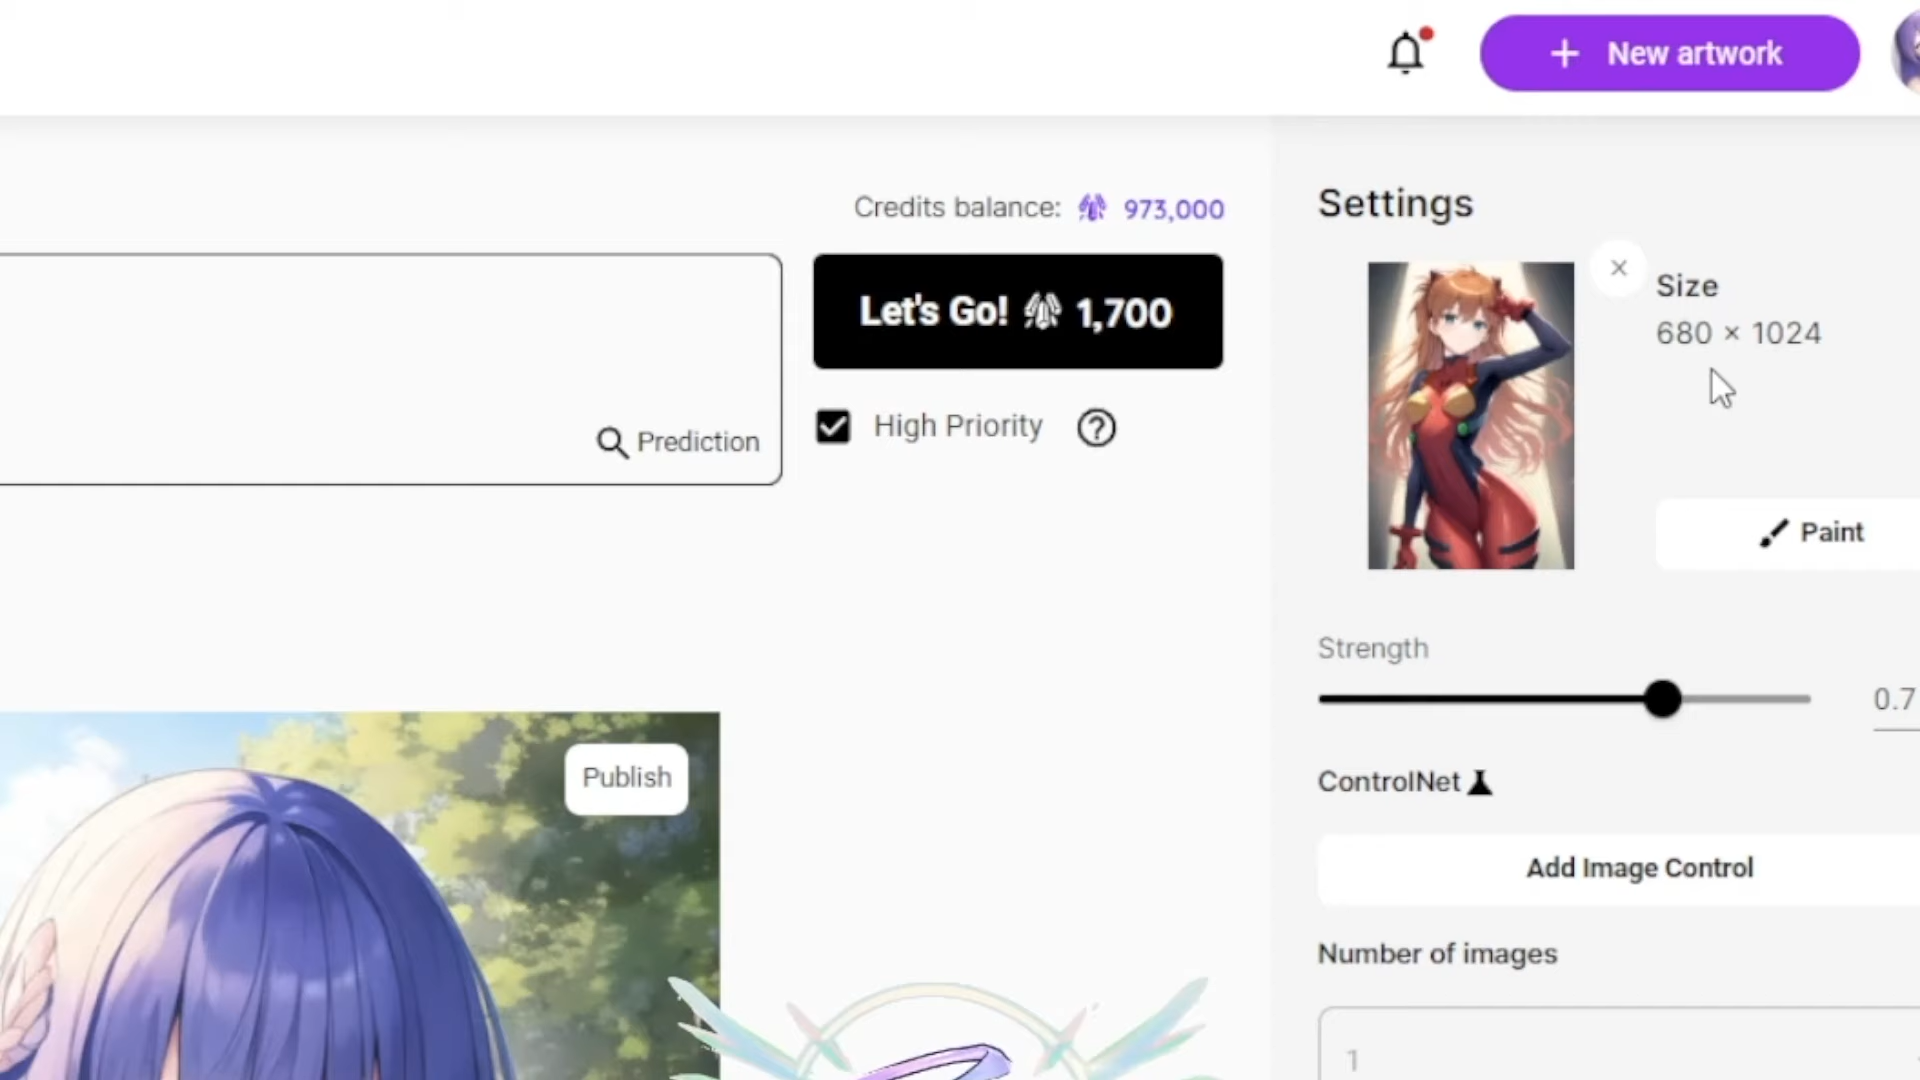 New artwork
Credits balance: 973,000
Let's Go! 1,700
High Priority
Prediction
Publish
Settings
Size
680 × 1024
Paint
Strength
0.7
ControlNet
Add Image Control
Number of images
1